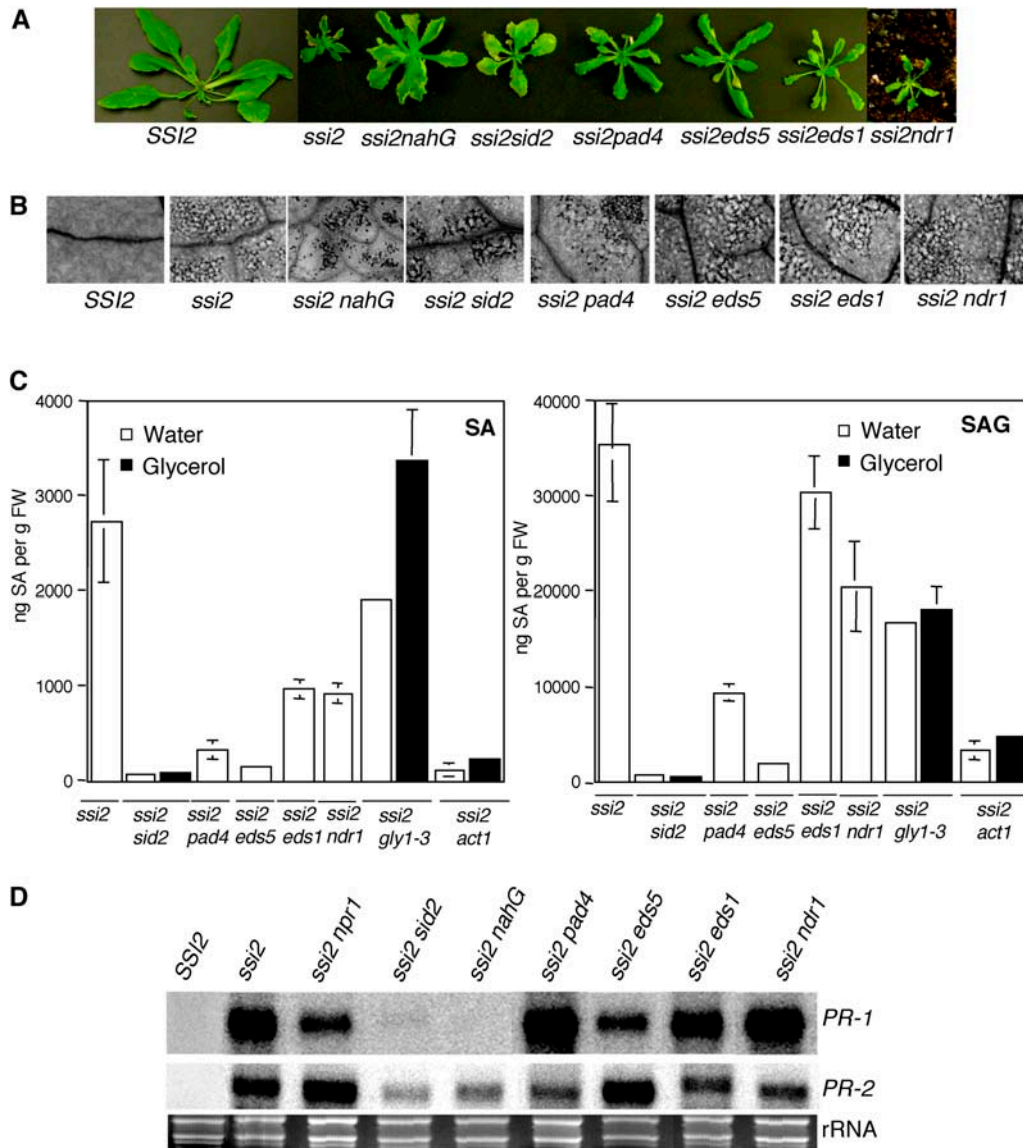 A
SSI2 ssi2 ssi2nahG ssi2sid2 ssi2pad4 ssi2eds5 ssi2eds1 ssi2ndr1
B
SSI2 ssi2 ssi2 nahG ssi2 sid2 ssi2 pad4 ssi2 eds5 ssi2 eds1 ssi2 ndr1
C
4000
3000
2000
1000
0
ng SA per g FW
Water
Glycerol
SA
ssi2 ssi2 ssi2 ssi2 ssi2 ssi2 ssi2 ssi2
sid2 pad4 eds5 eds1 ndr1 gly1-3 act1
40000
30000
20000
10000
0
ng SA per g FW
SAG
Water
Glycerol
ssi2 ssi2 ssi2 ssi2 ssi2 ssi2 ssi2 ssi2
sid2 pad4 eds5 eds1 ndr1 gly1-3 act1
D
SSI2 ssi2 ssi2 npr1 ssi2 sid2 ssi2 nahG ssi2 pad4 ssi2 eds5 ssi2 eds1 ssi2 ndr1
PR-1
PR-2
rRNA